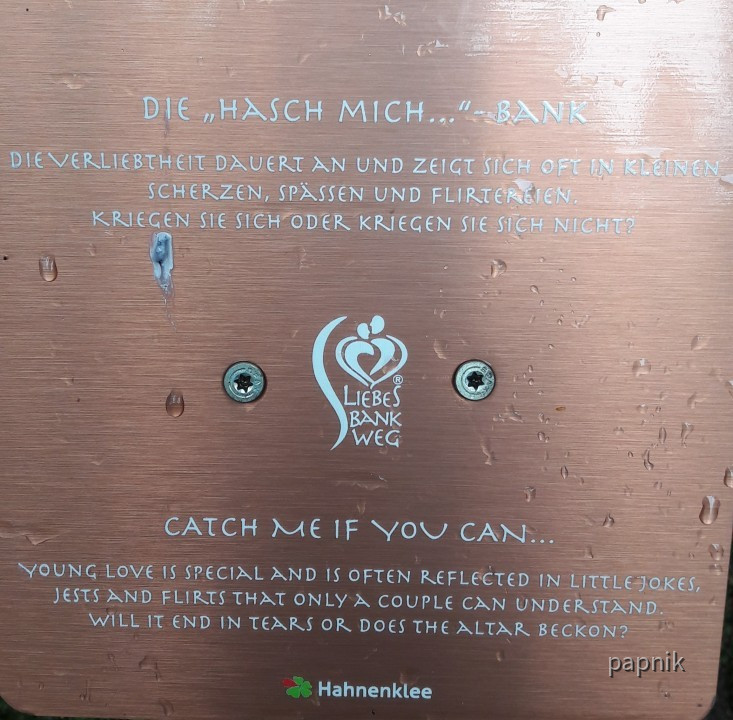 DIE „HASCH MICH...“ - BANK
DIE VERLIEBTHEIT DAUERT AN UND ZEIGT SICH OFT IN KLEINEN
SCHERZEN, SPÄSSEN UND FLIRTEREIEN.
KRIEGEN SIE SICH ODER KRIEGEN SIE SICH NICHT?
LIEBES®
BANK
WEG
CATCH ME IF YOU CAN...
YOUNG LOVE IS SPECIAL AND IS OFTEN REFLECTED IN LITTLE JOKES,
JESTS AND FLIRTS THAT ONLY A COUPLE CAN UNDERSTAND.
WILL IT END IN TEARS OR DOES THE ALTAR BECKON?
papnik
Hahnenklee